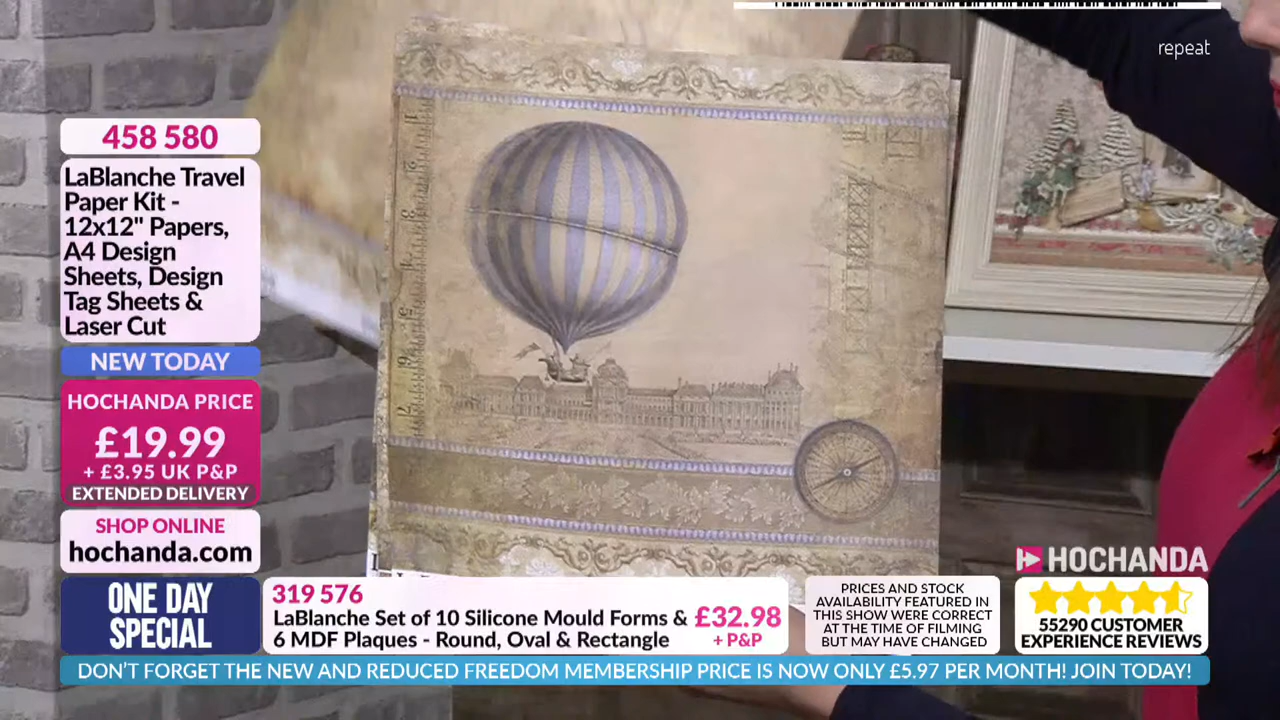 repeat
458 580
LaBlanche Travel
Paper Kit -
12x12" Papers,
A4 Design
Sheets, Design
Tag Sheets &
Laser Cut
NEW TODAY
HOCHANDA PRICE
£19.99
+ £3.95 UK P&P
EXTENDED DELIVERY
SHOP ONLINE
hochanda.com
ONE DAY
SPECIAL
319 576
LaBlanche Set of 10 Silicone Mould Forms &
6 MDF Plaques - Round, Oval & Rectangle
£32.98
+ P&P
PRICES AND STOCK
AVAILABILITY FEATURED IN
THIS SHOW WERE CORRECT
AT THE TIME OF FILMING
BUT MAY HAVE CHANGED
HOCHANDA
55290 CUSTOMER
EXPERIENCE REVIEWS
DON'T FORGET THE NEW AND REDUCED FREEDOM MEMBERSHIP PRICE IS NOW ONLY £5.97 PER MONTH! JOIN TODAY!